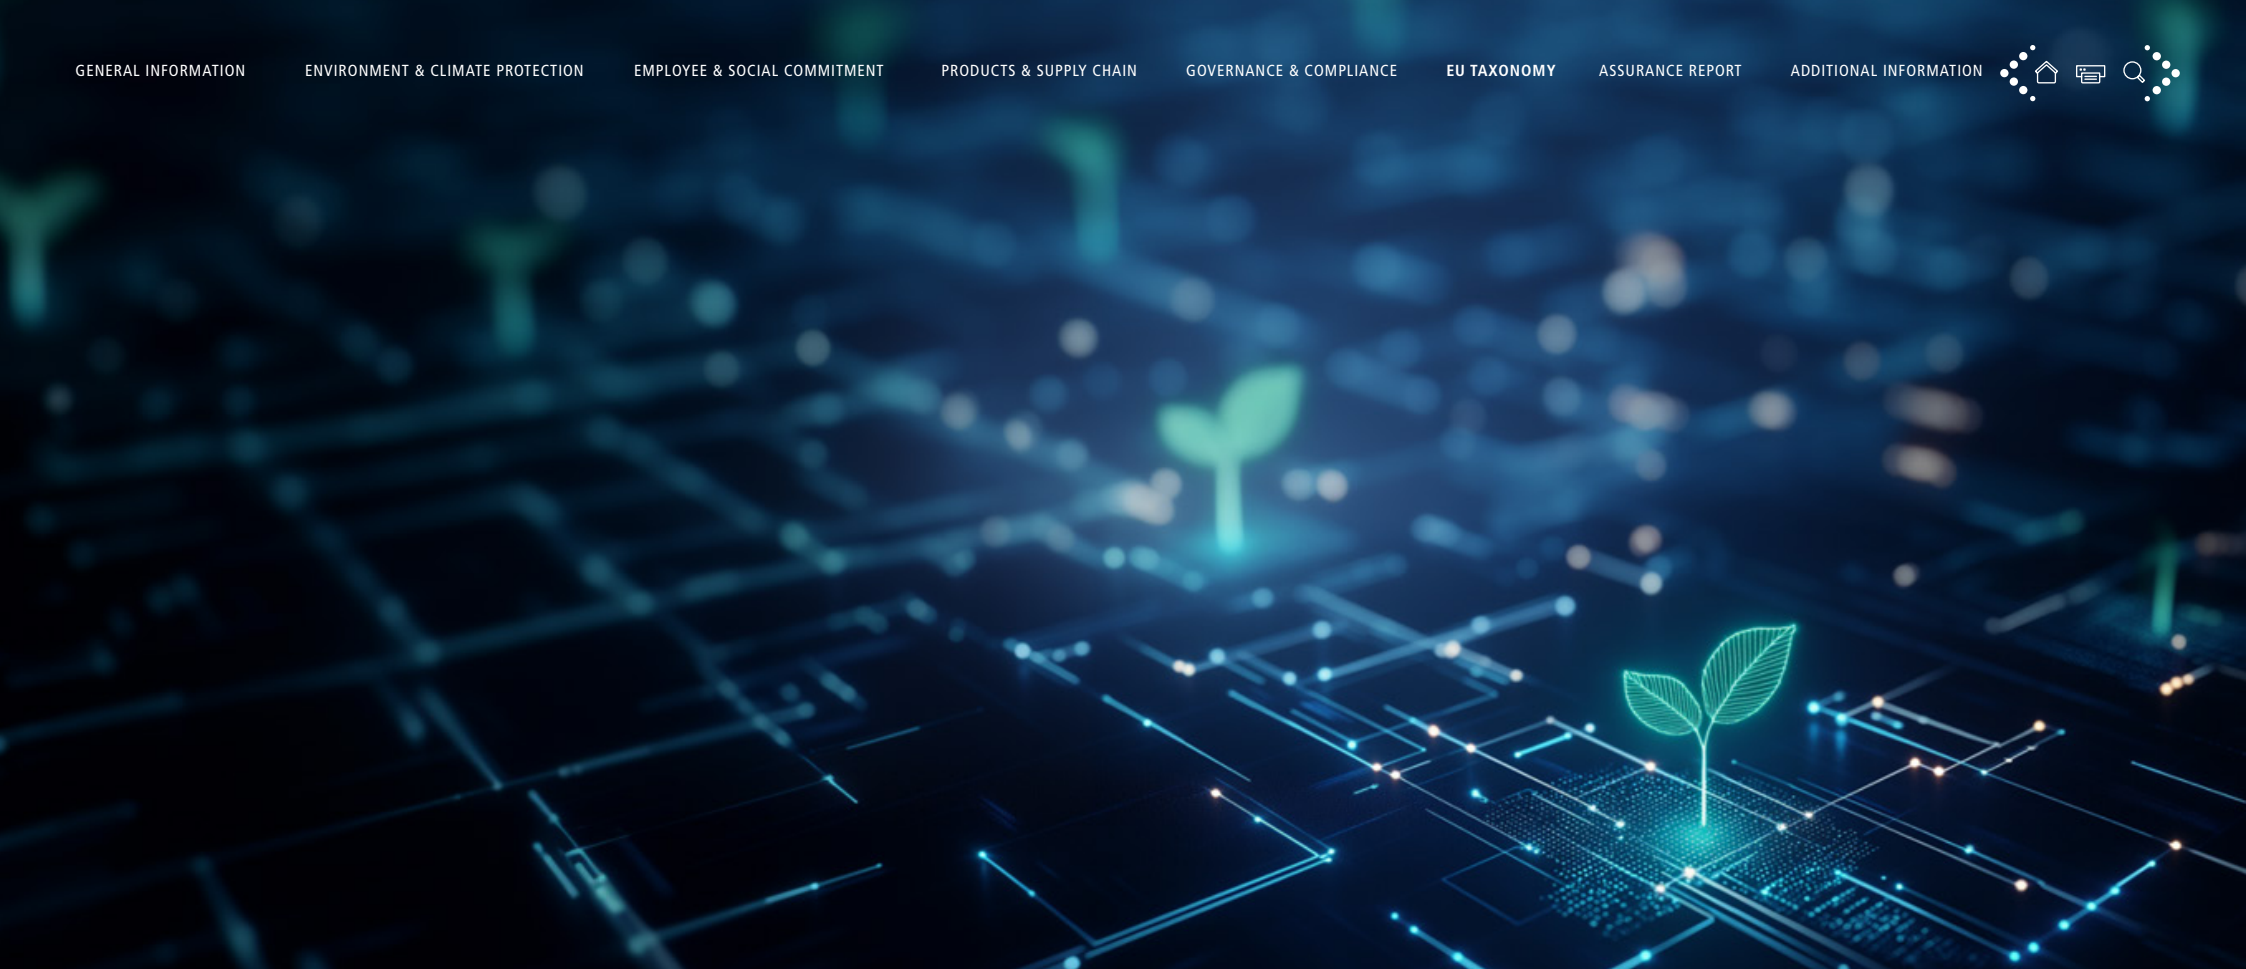 GENERAL INFORMATION ENVIRONMENT & CLIMATE PROTECTION EMPLOYEE & SOCIAL COMMITMENT PRODUCTS & SUPPLY CHAIN GOVERNANCE & COMPLIANCE EU TAXONOMY ASSURANCE REPORT ADDITIONAL INFORMATION